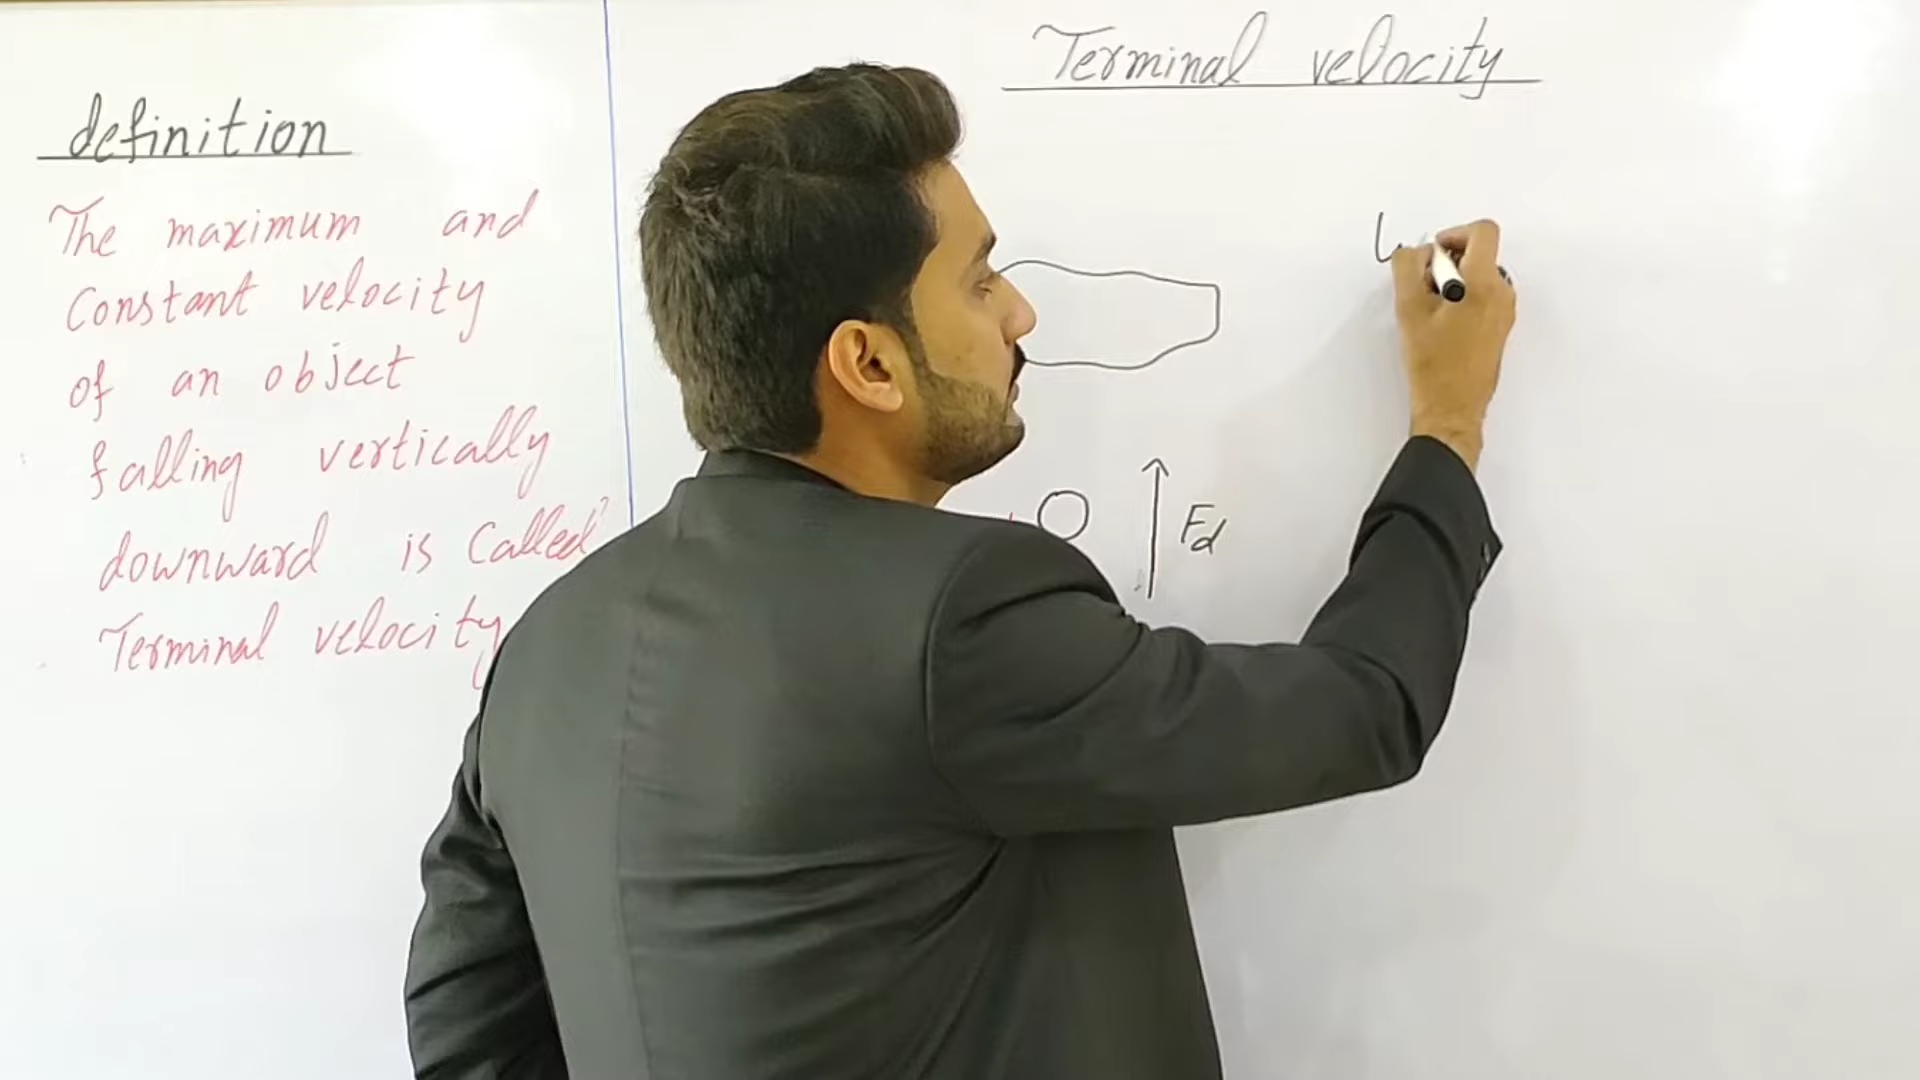 Terminal velocity
definition
The maximum and
Constant velocity
of an object
falling vertically
downward is Called
Terminal velocity
Fd